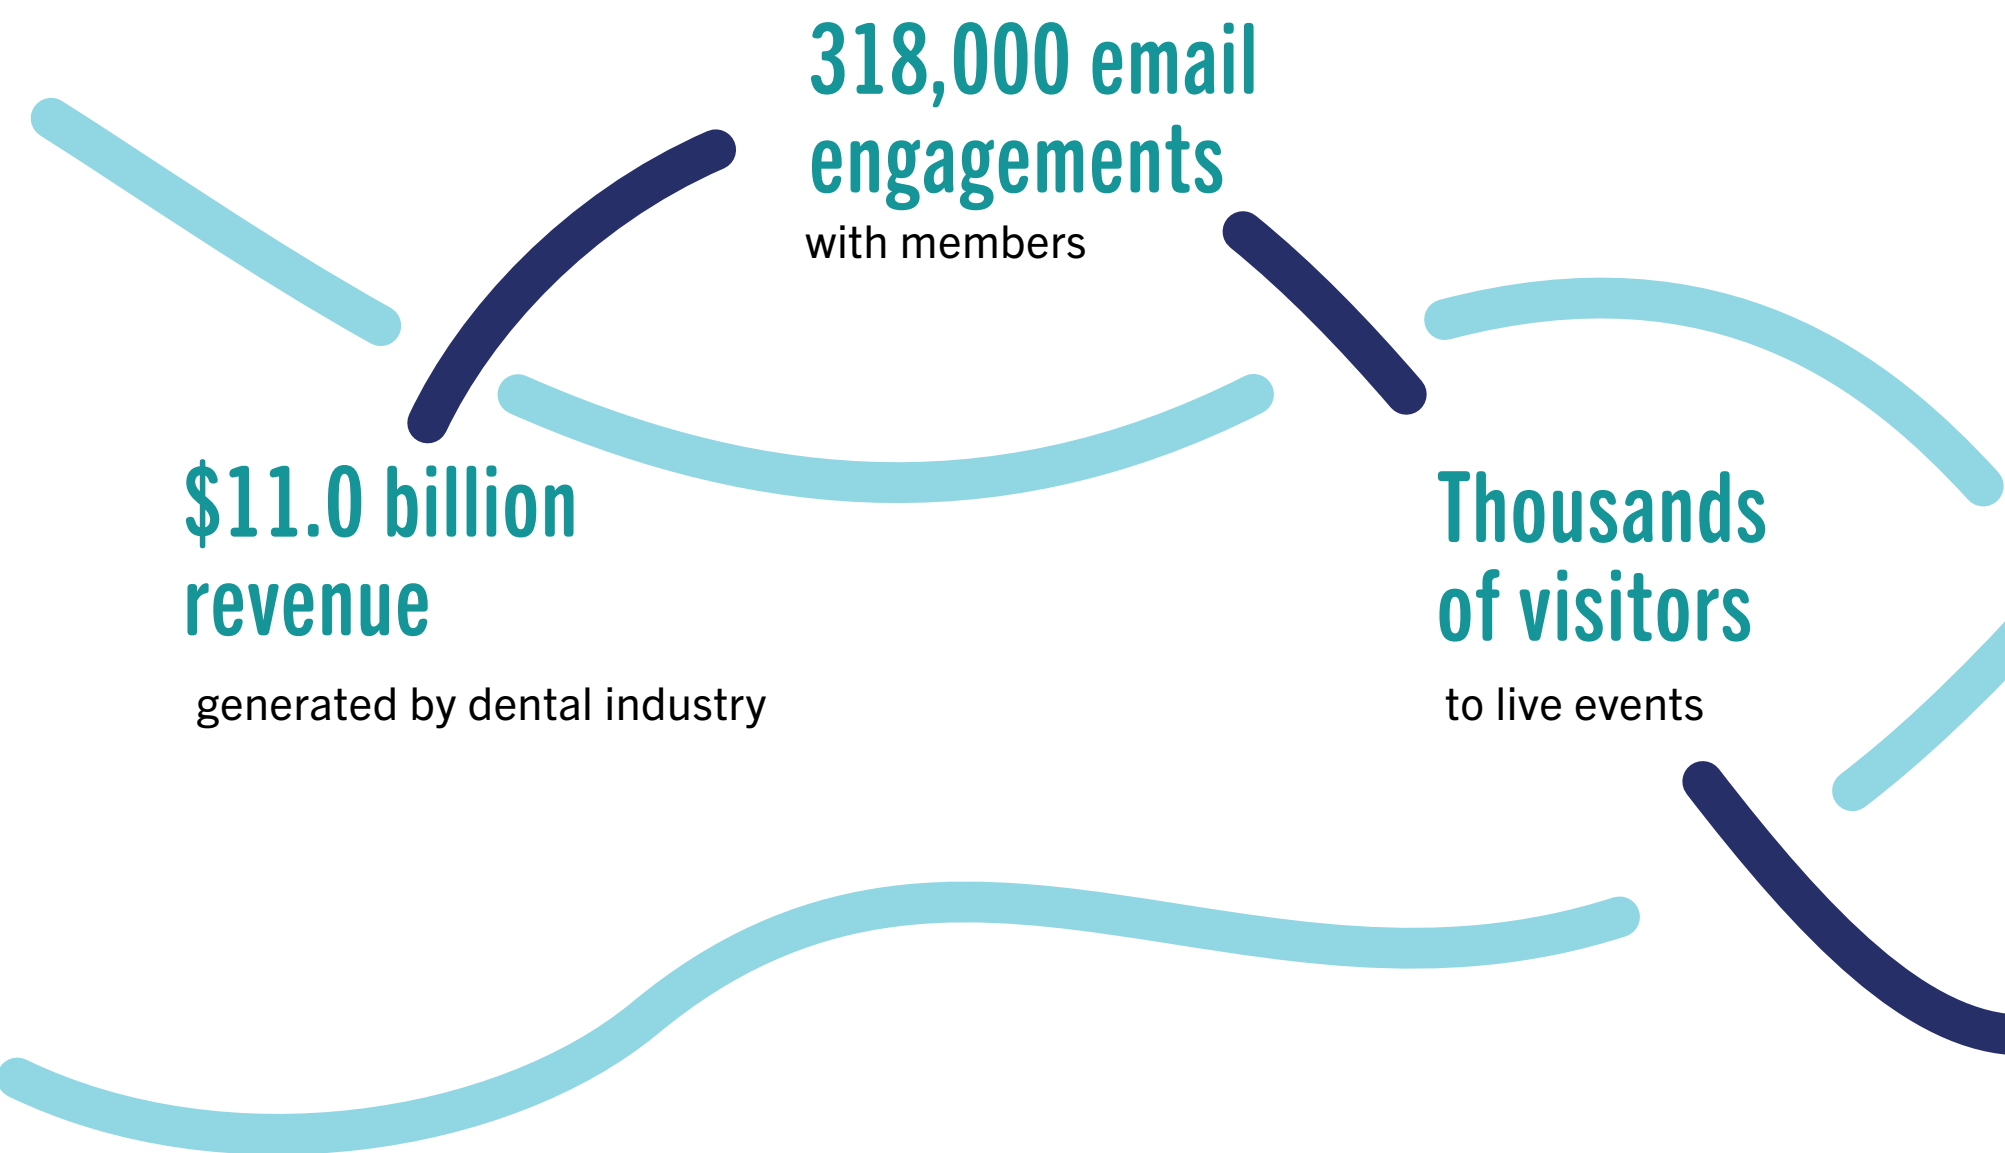 318,000 email
engagements
with members
$11.0 billion
revenue
generated by dental industry
Thousands
of visitors
to live events